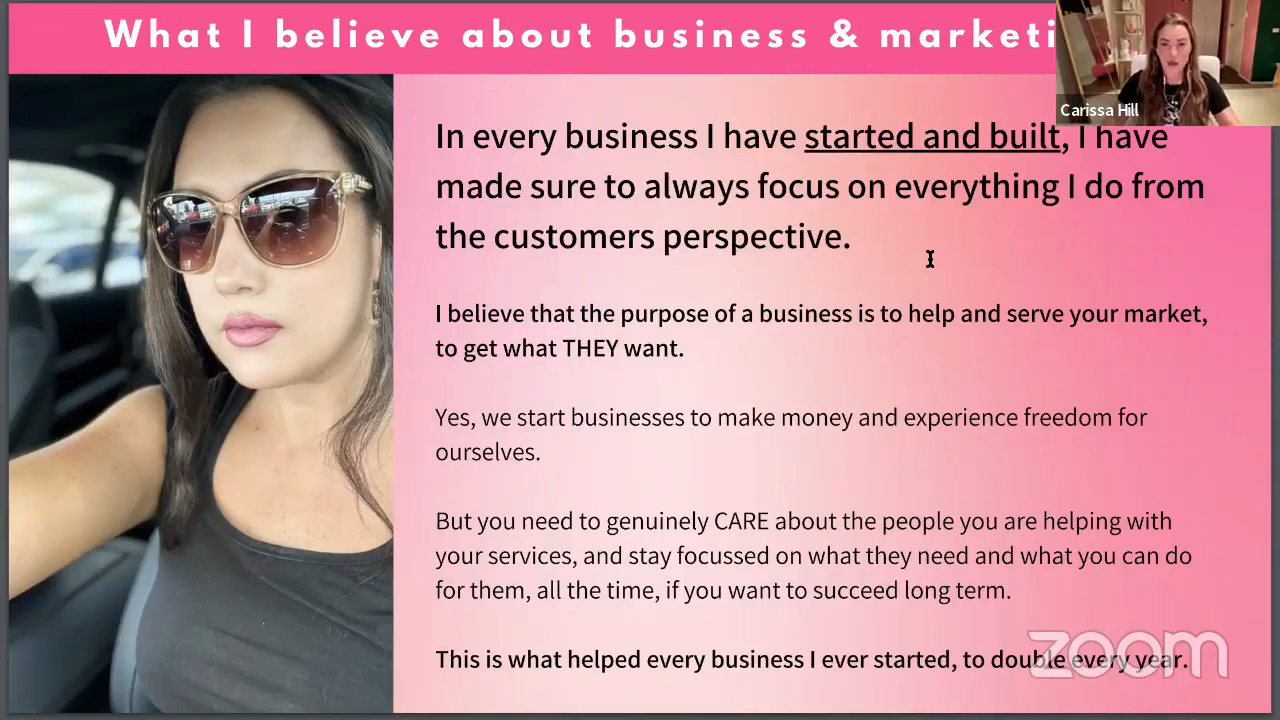 What I believe about business & marketi
Carissa Hill
In every business I have started and built, I have
made sure to always focus on everything I do from
the customers perspective.
I believe that the purpose of a business is to help and serve your market,
to get what THEY want.
Yes, we start businesses to make money and experience freedom for
ourselves.
But you need to genuinely CARE about the people you are helping with
your services, and stay focussed on what they need and what you can do
for them, all the time, if you want to succeed long term.
This is what helped every business I ever started, to double every year.
zoom